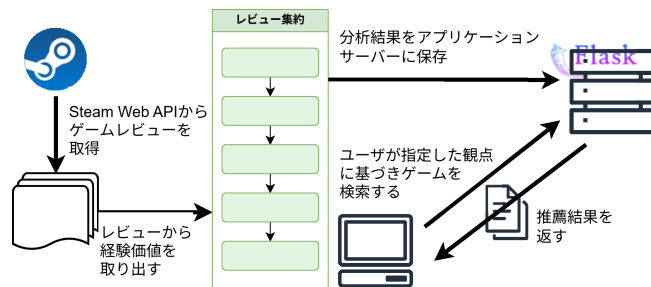 レビュー集約
分析結果をアプリケーション
サーバーに保存
Flask
Steam Web APIから
ゲームレビューを
取得
ユーザが指定した観点
に基づきゲームを
検索する
レビューから
経験価値を
取り出す
推薦結果を
返す